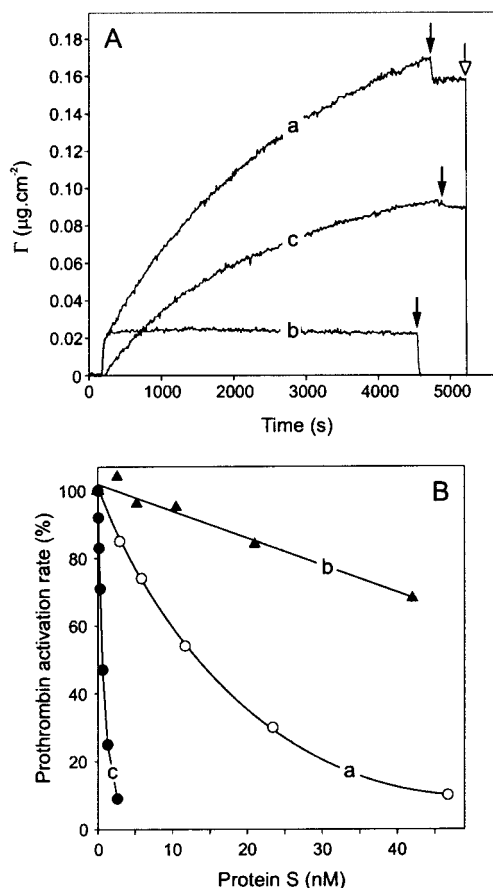 A
0.18
0.16
0.14
0.12
0.10
0.08
0.06
0.04
0.02
0
Γ (μg.cm⁻²)
a
c
b
0 1000 2000 3000 4000 5000
Time (s)
B
100
80
60
40
20
0
Prothrombin activation rate (%)
b
a
c
0 10 20 30 40
Protein S (nM)